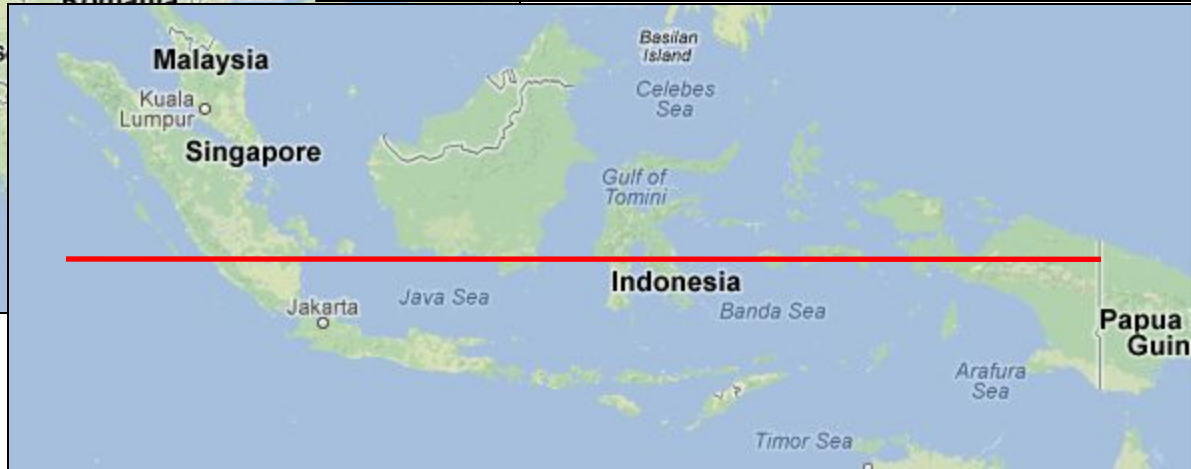 Romania
Basilan
Island
Malaysia
Celebes
Sea
Kuala
Lumpur
Singapore
Gulf of
Tomini
Indonesia
Java Sea
Jakarta
Banda Sea
Papua
Guin
Arafura
Sea
Timor Sea